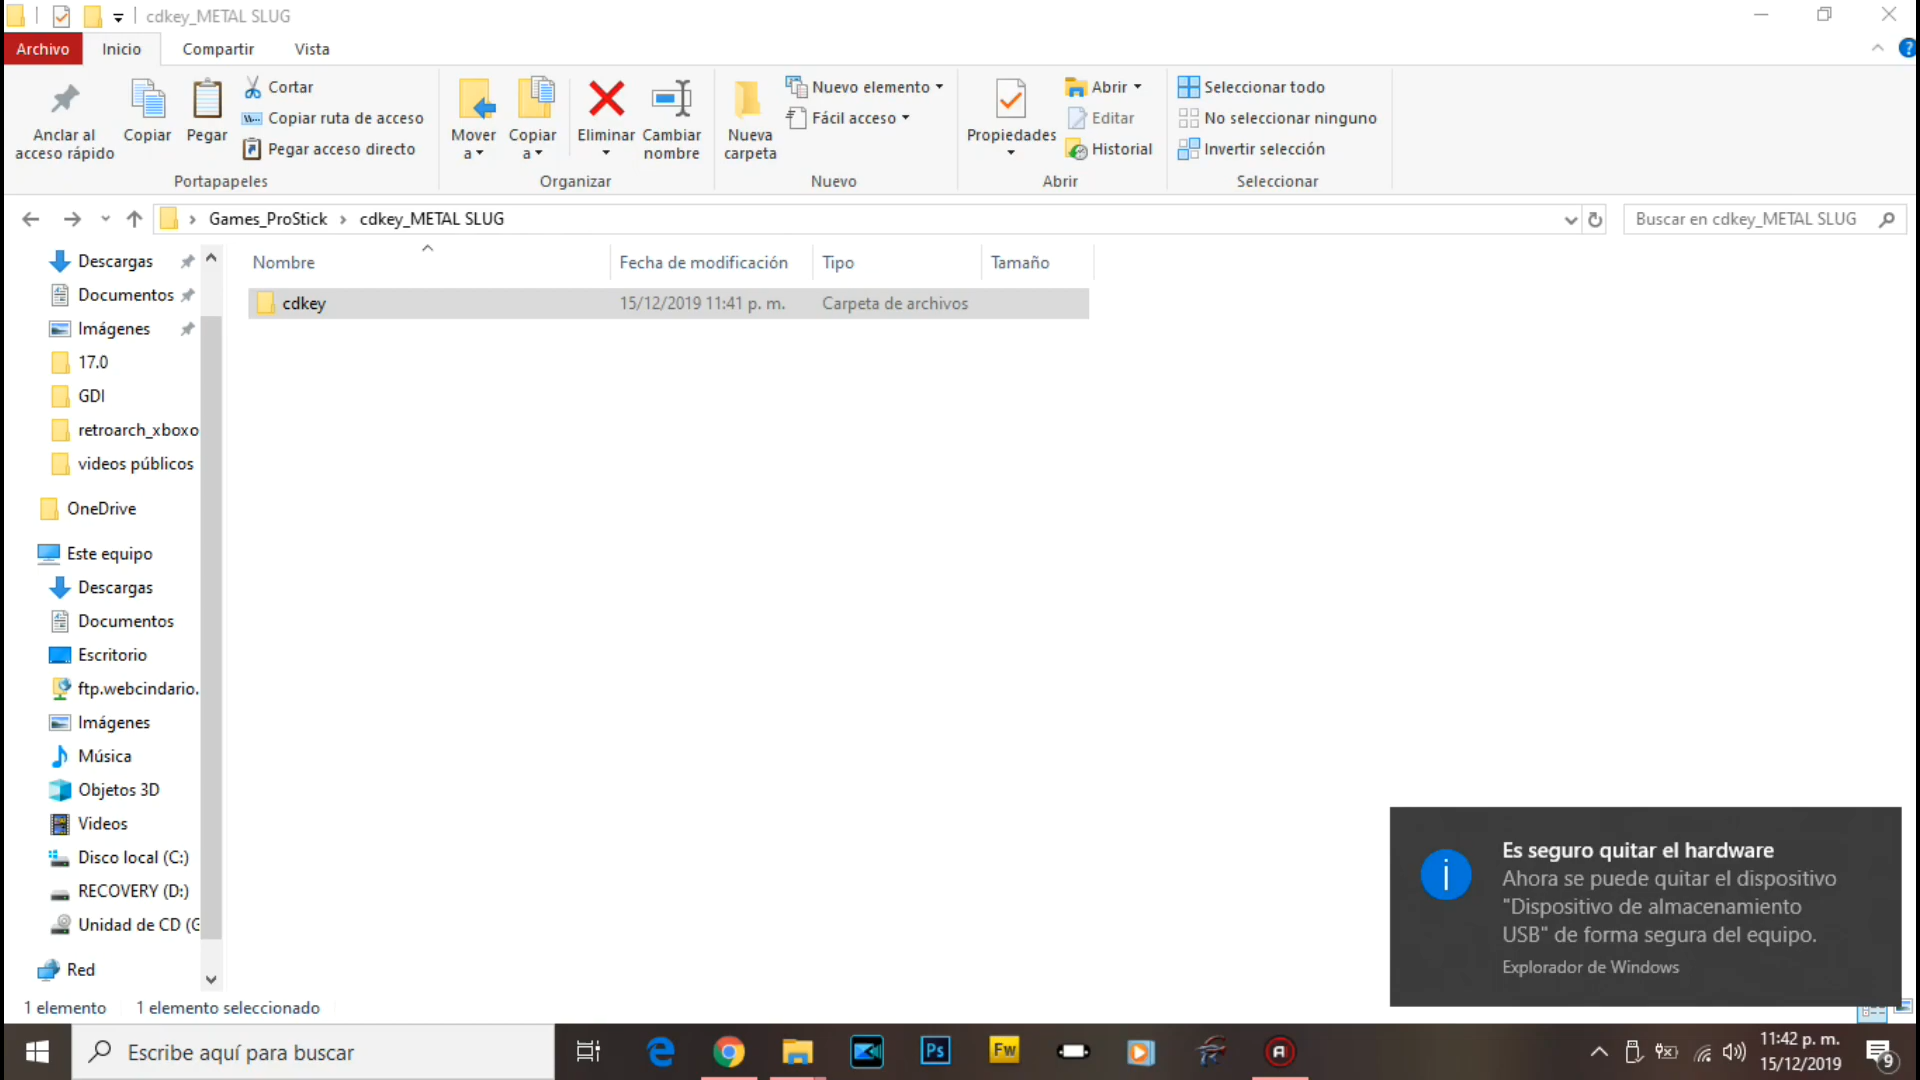 cdkey_METAL SLUG
Archivo Inicio Compartir Vista
Anclar al acceso rápido
Copiar
Pegar
Cortar
Copiar ruta de acceso
Pegar acceso directo
Portapapeles
Mover a
Copiar a
Eliminar
Cambiar nombre
Organizar
Nueva carpeta
Nuevo elemento
Fácil acceso
Nuevo
Propiedades
Abrir
Editar
Historial
Abrir
Seleccionar todo
No seleccionar ninguno
Invertir selección
Seleccionar
Games_ProStick > cdkey_METAL SLUG
Buscar en cdkey_METAL SLUG
Descargas
Documentos
Imágenes
17.0
GDI
retroarch_xboxo
videos públicos
OneDrive
Este equipo
Descargas
Documentos
Escritorio
ftp.webcindario.
Imágenes
Música
Objetos 3D
Videos
Disco local (C:)
RECOVERY (D:)
Unidad de CD (G
Red
Nombre Fecha de modificación Tipo Tamaño
cdkey 15/12/2019 11:41 p. m. Carpeta de archivos
Es seguro quitar el hardware
Ahora se puede quitar el dispositivo
"Dispositivo de almacenamiento
USB" de forma segura del equipo.
Explorador de Windows
1 elemento 1 elemento seleccionado
Escribe aquí para buscar
Ps
Fw
11:42 p. m.
15/12/2019
9